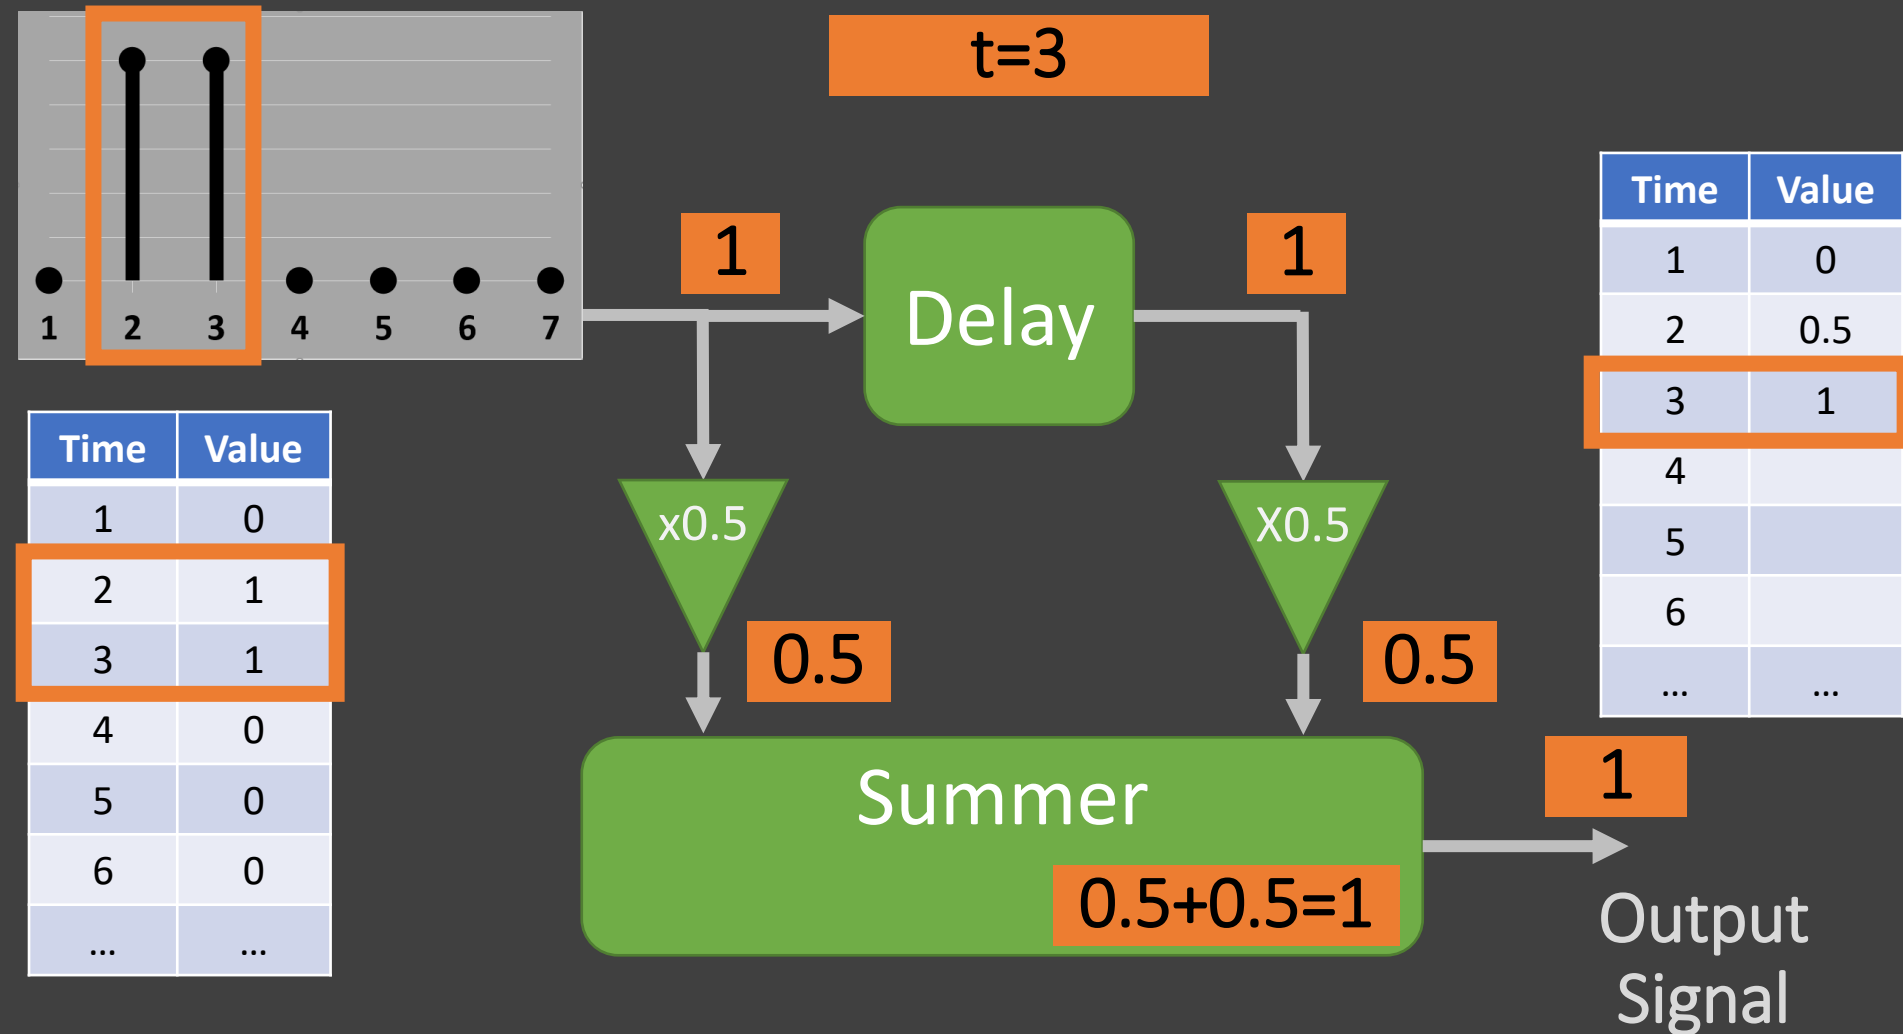 t=3
1 2 3 4 5 6 7
1
Delay
1
x0.5
X0.5
0.5
0.5
Summer
0.5+0.5=1
1
Output
Signal
Time Value
1 0
2 1
3 1
4 0
5 0
6 0
... ...
Time Value
1 0
2 0.5
3 1
4
5
6
... ...